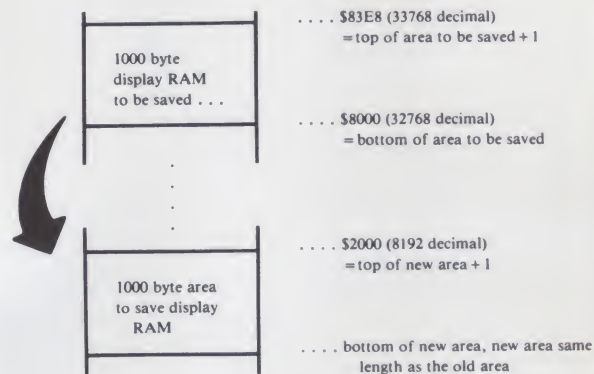 . . . . $83E8 (33768 decimal)
= top of area to be saved + 1
1000 byte
display RAM
to be saved . . .
. . . . $8000 (32768 decimal)
= bottom of area to be saved
. . . . $2000 (8192 decimal)
= top of new area + 1
1000 byte area
to save display
RAM
. . . . bottom of new area, new area same
length as the old area